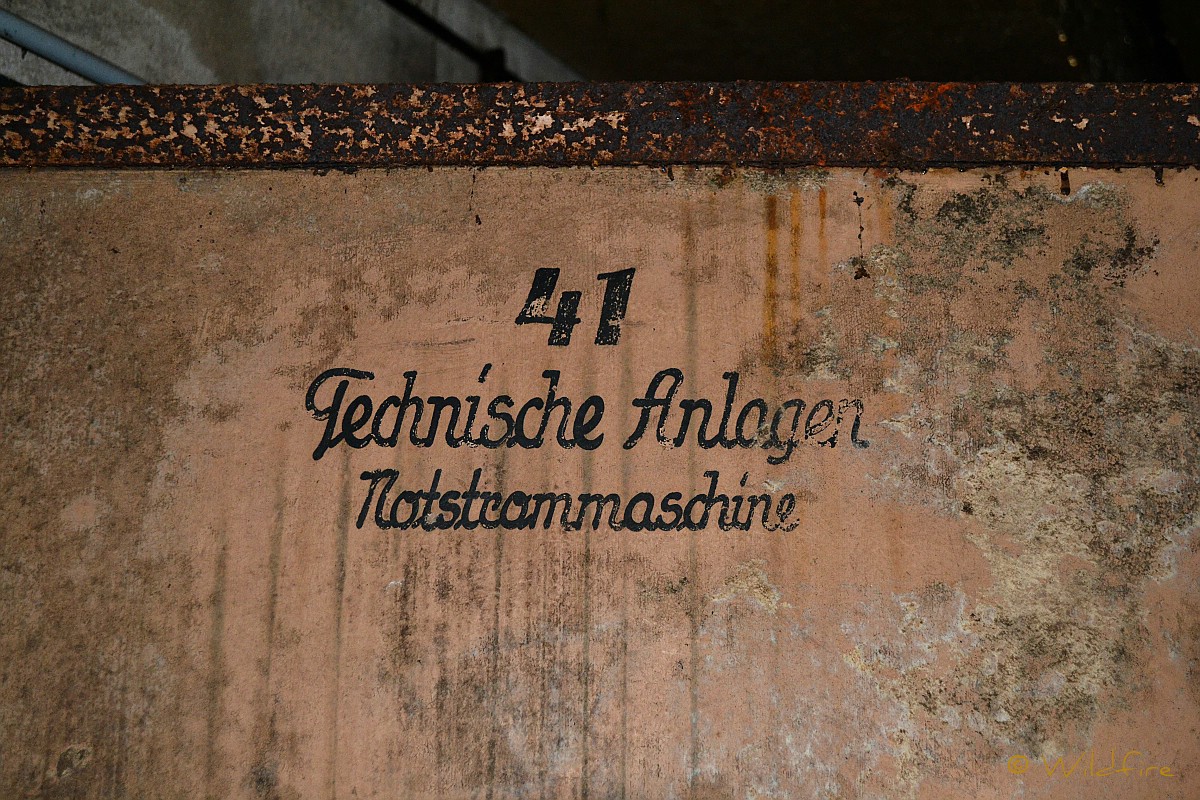 41
Technische Anlagen
Notstrommaschine
© Wildfire